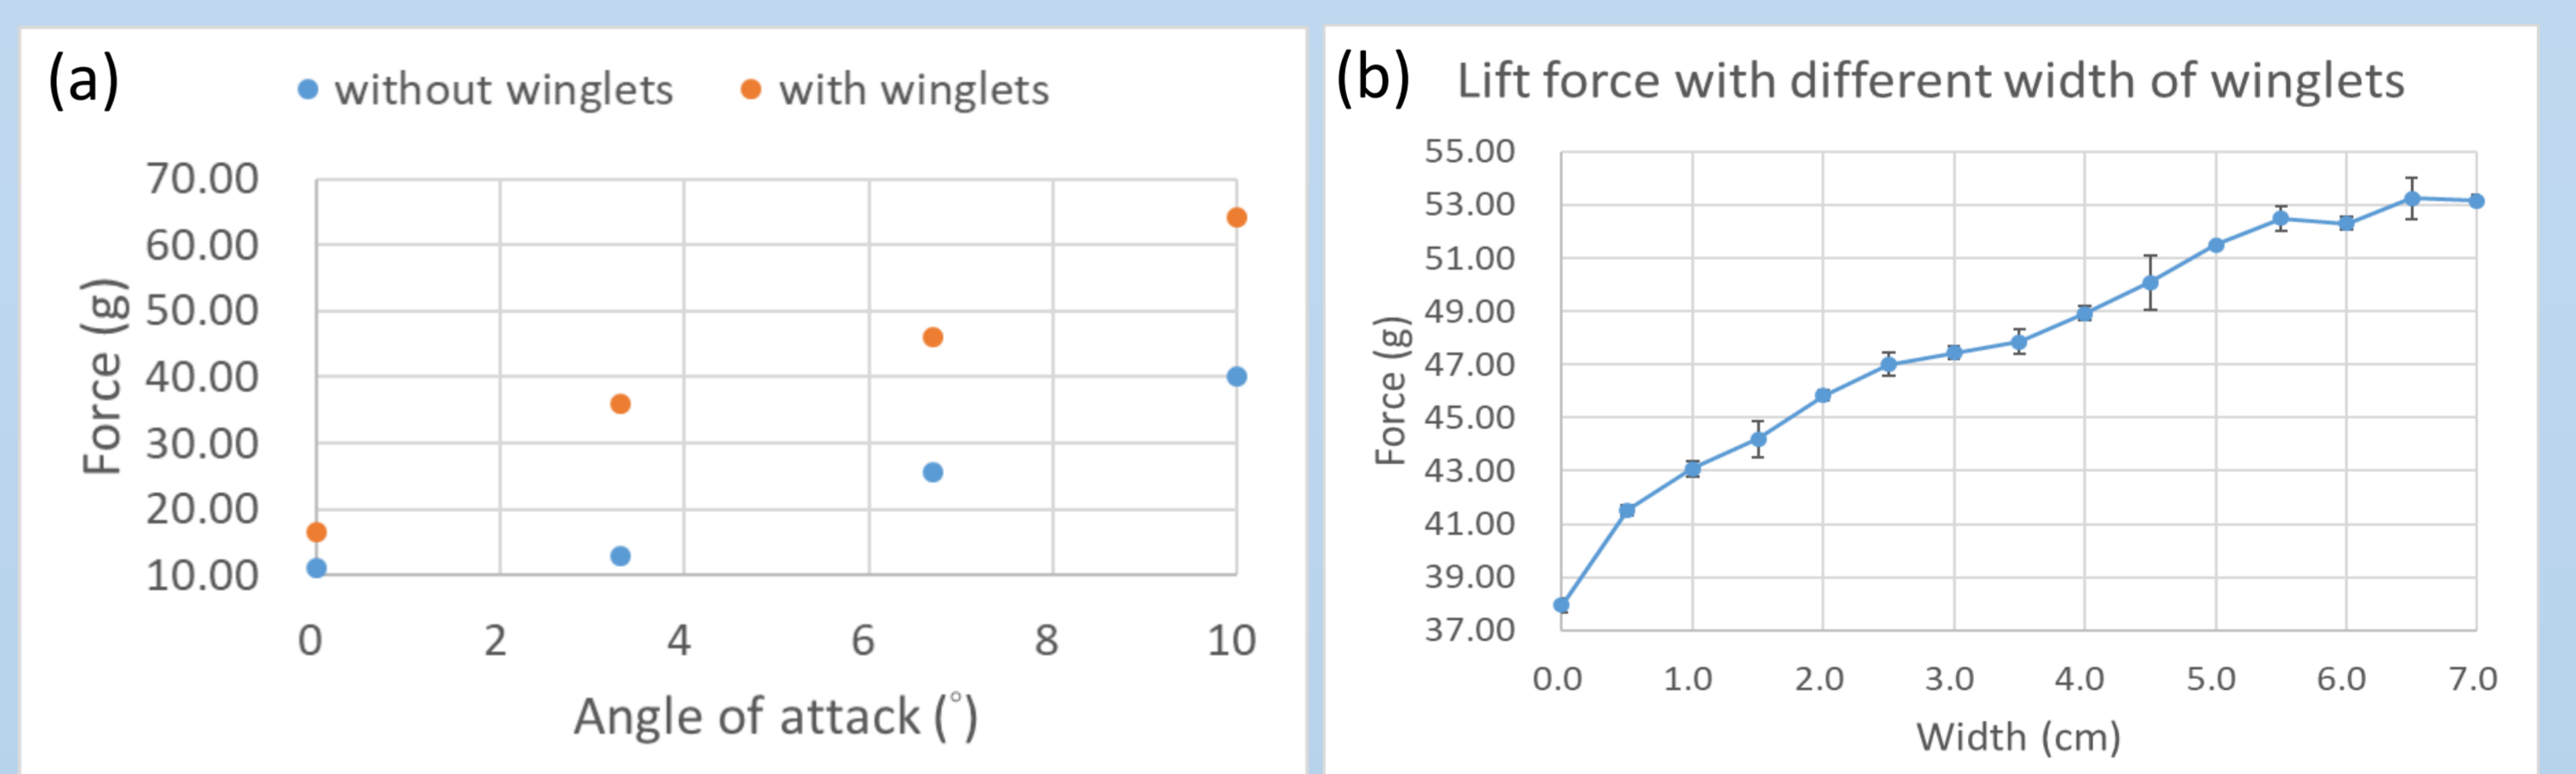 (a)
without winglets with winglets
70.00
60.00
50.00
40.00
30.00
20.00
10.00
Force (g)
0 2 4 6 8 10
Angle of attack (°)
(b) Lift force with different width of winglets
55.00
53.00
51.00
49.00
47.00
45.00
43.00
41.00
39.00
37.00
Force (g)
0.0 1.0 2.0 3.0 4.0 5.0 6.0 7.0
Width (cm)